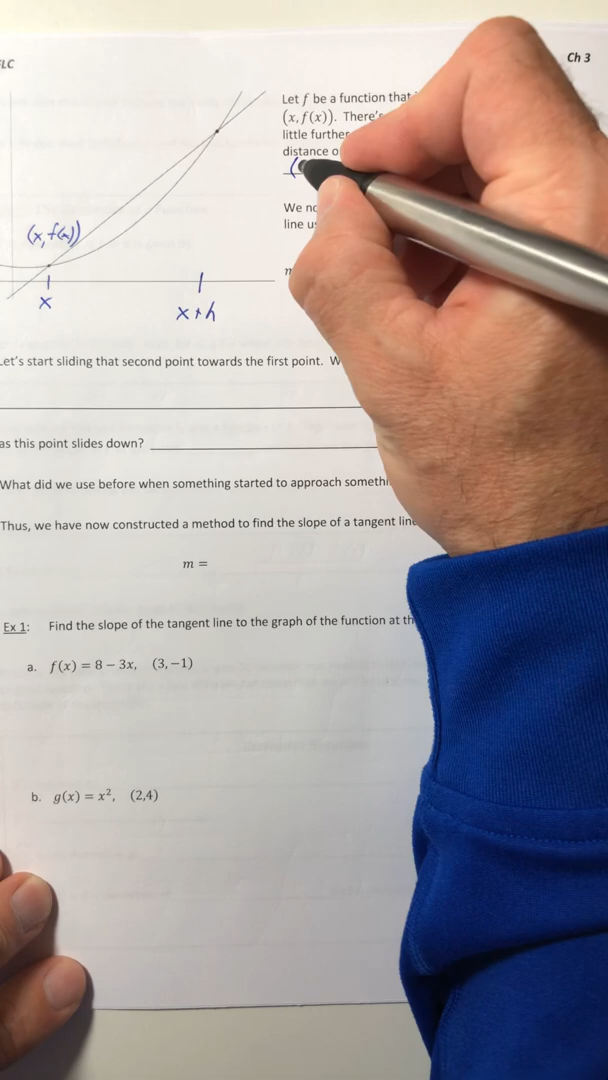 LC
Ch 3
Let f be a function that
(x, f(x)). There's
little further
distance o
(
We no
line u
(x, f(x))
m
x
x+h
Let's start sliding that second point towards the first point. W
as this point slides down?
What did we use before when something started to approach somethi
Thus, we have now constructed a method to find the slope of a tangent line
m =
Ex 1: Find the slope of the tangent line to the graph of the function at th
a. f(x) = 8 − 3x, (3, −1)
b. g(x) = x², (2,4)